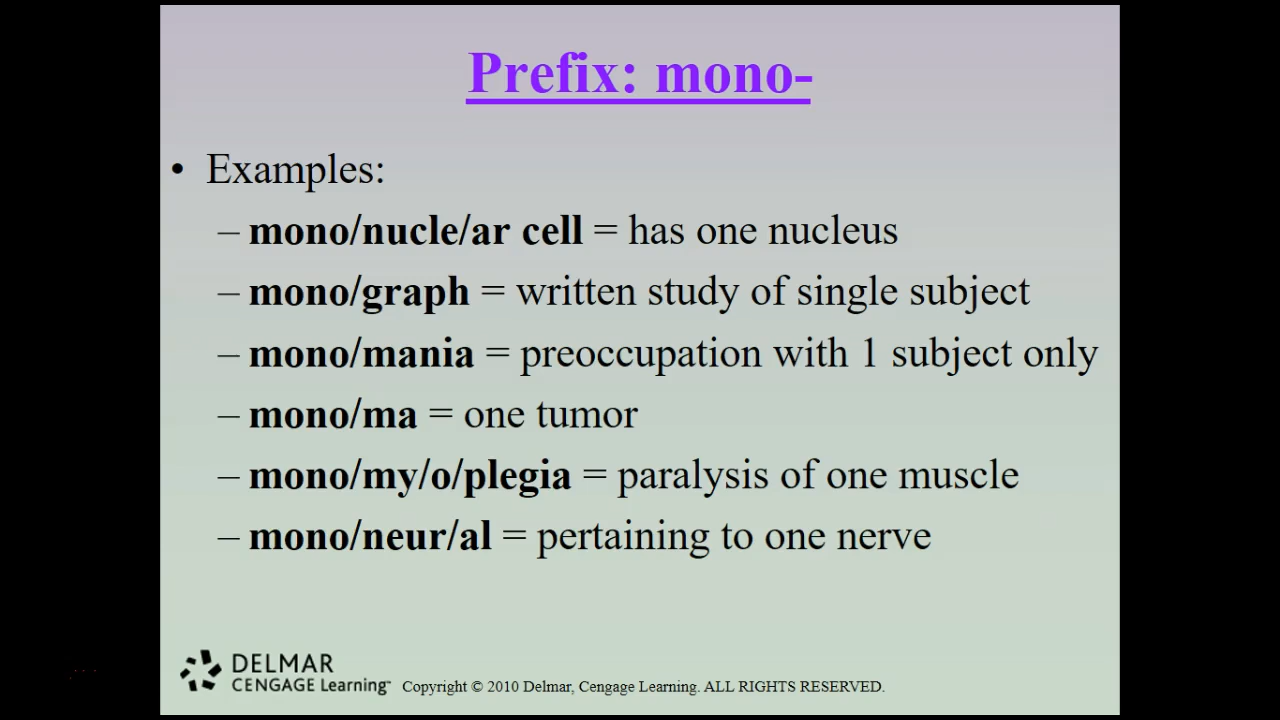 Prefix: mono-
• Examples:
– mono/nucle/ar cell = has one nucleus
– mono/graph = written study of single subject
– mono/mania = preoccupation with 1 subject only
– mono/ma = one tumor
– mono/my/o/plegia = paralysis of one muscle
– mono/neur/al = pertaining to one nerve
DELMAR
CENGAGE Learning™ Copyright © 2010 Delmar, Cengage Learning. ALL RIGHTS RESERVED.